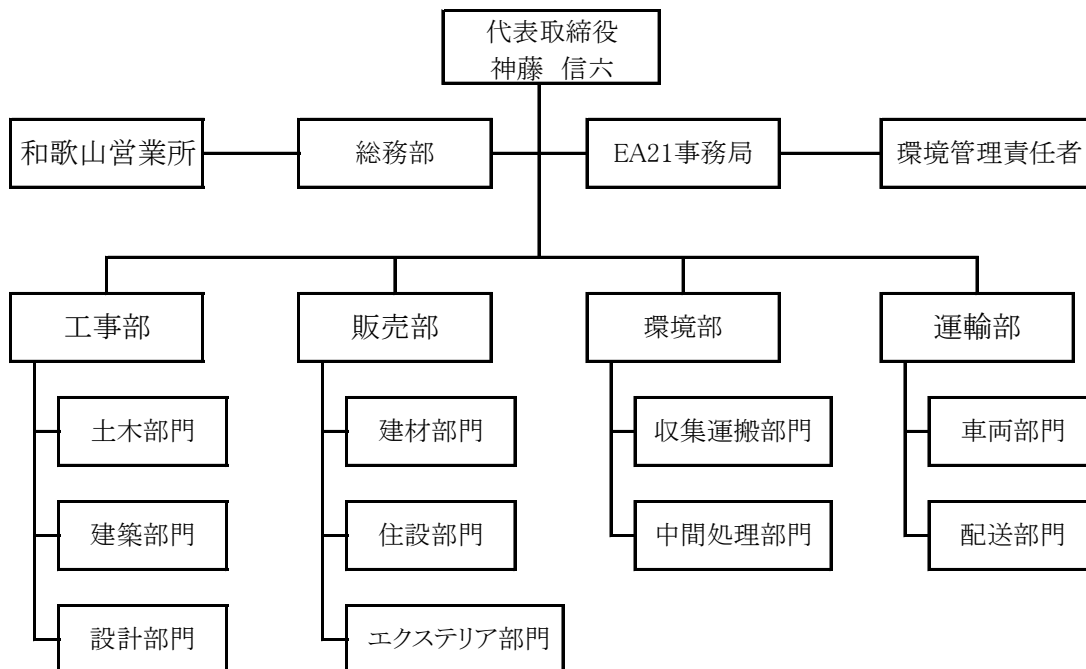 代表取締役
神藤　信六
和歌山営業所
総務部
EA21事務局
環境管理責任者
工事部
販売部
環境部
運輸部
土木部門
建材部門
収集運搬部門
車両部門
建築部門
住設部門
中間処理部門
配送部門
設計部門
エクステリア部門